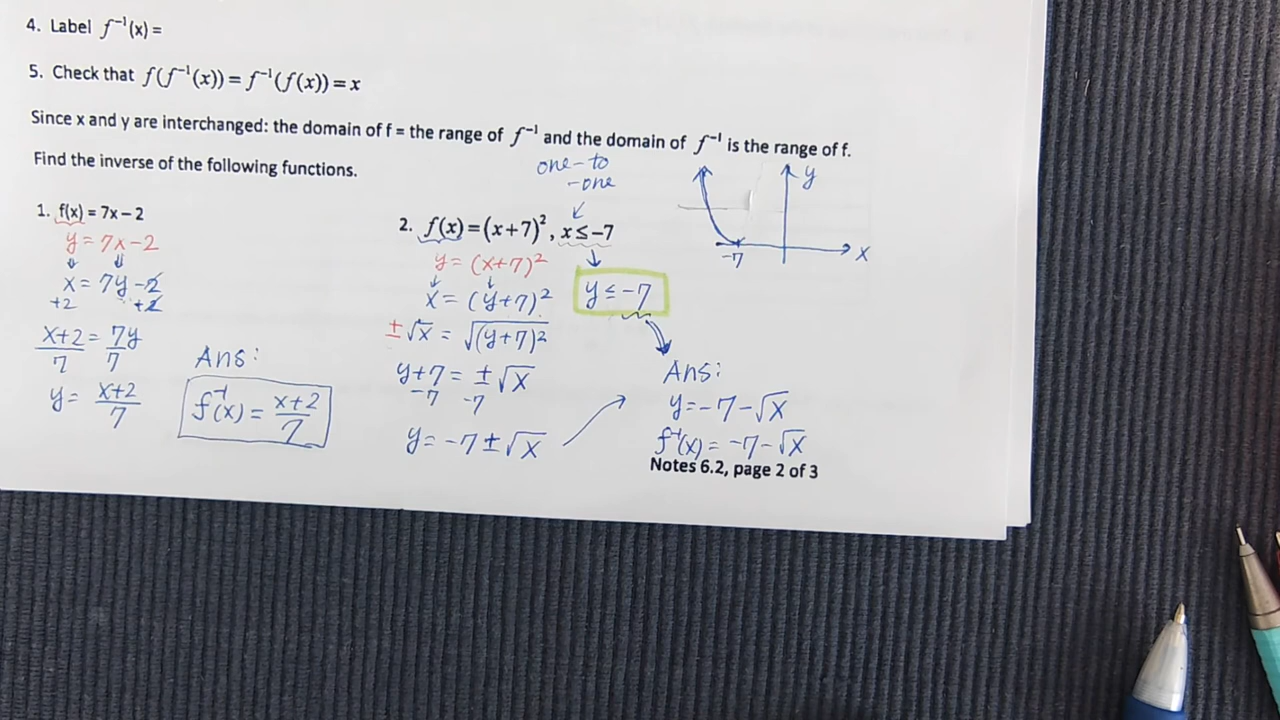 4. Label f⁻¹(x) =
5. Check that f(f⁻¹(x)) = f⁻¹(f(x)) = x
Since x and y are interchanged: the domain of f = the range of f⁻¹ and the domain of f⁻¹ is the range of f.
Find the inverse of the following functions.
1. f(x) = 7x – 2
y = 7x - 2
x = 7y - 2
+2 +2
x+2 = 7y
7 7
y = x+2
7
Ans:
f⁻¹(x) = x+2
7
one-to
-one
2. f(x) = (x+7)², x ≤ –7
y = (x+7)²
x = (y+7)²
y ≤ -7
±√x = √(y+7)²
y+7 = ±√x
-7 -7
y = -7 ± √x
y
x
-7
Ans:
y = -7 - √x
f⁻¹(x) = -7 - √x
Notes 6.2, page 2 of 3